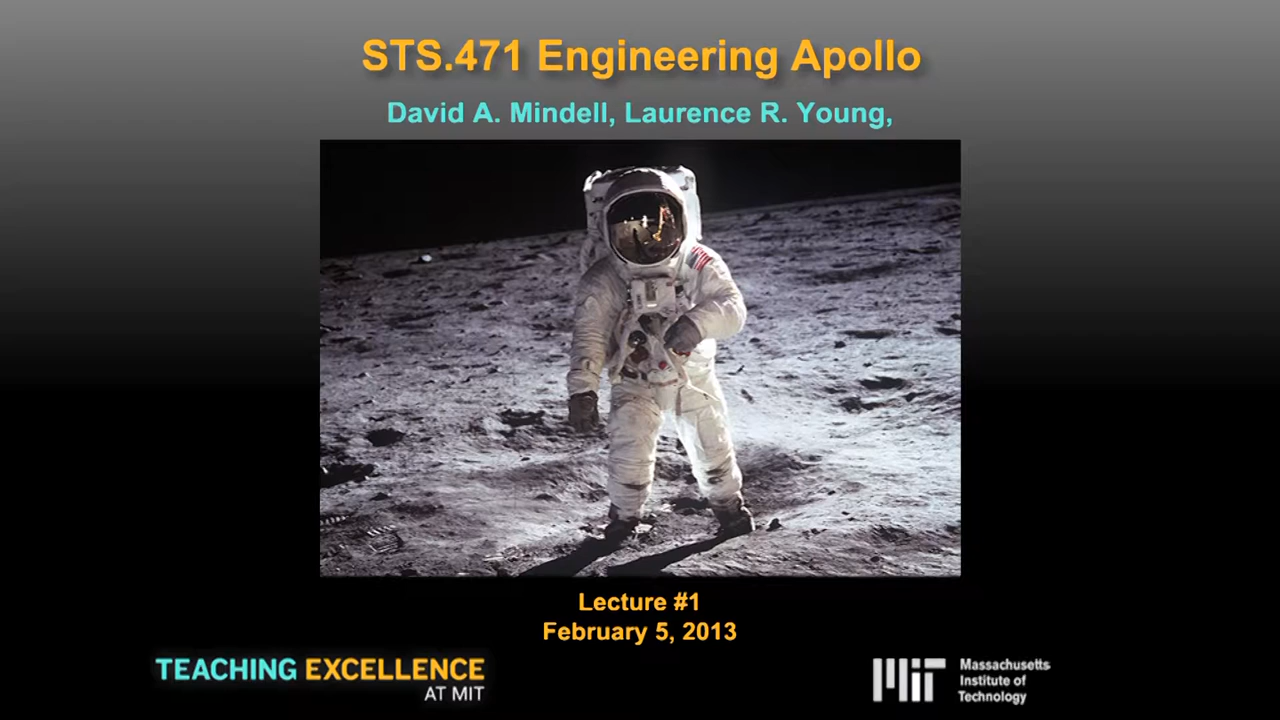 STS.471 Engineering Apollo
David A. Mindell, Laurence R. Young,
Lecture #1
February 5, 2013
TEACHING EXCELLENCE
AT MIT
MIT
Massachusetts
Institute of
Technology